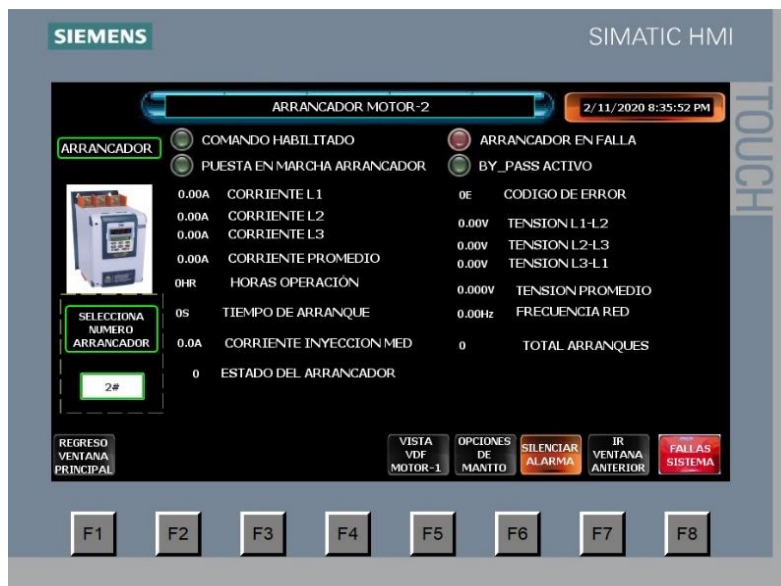 SIEMENS
SIMATIC HMI
TOUCH
ARRANCADOR MOTOR-2
2/11/2020 8:35:52 PM
ARRANCADOR
COMANDO HABILITADO
ARRANCADOR EN FALLA
PUESTA EN MARCHA ARRANCADOR
BY_PASS ACTIVO
0.00A CORRIENTE L1
0E CODIGO DE ERROR
0.00A CORRIENTE L2
0.00V TENSION L1-L2
0.00A CORRIENTE L3
0.00V TENSION L2-L3
0.00A CORRIENTE PROMEDIO
0.00V TENSION L3-L1
0HR HORAS OPERACIÓN
0.000V TENSION PROMEDIO
SELECCIONA
NUMERO
ARRANCADOR
2#
0S TIEMPO DE ARRANQUE
0.00Hz FRECUENCIA RED
0.0A CORRIENTE INYECCION MED
0 TOTAL ARRANQUES
0 ESTADO DEL ARRANCADOR
REGRESO
VENTANA
PRINCIPAL
VISTA
VDF
MOTOR-1
OPCIONES
DE
MANTTO
SILENCIAR
ALARMA
IR
VENTANA
ANTERIOR
FALLAS
SISTEMA
F1 F2 F3 F4 F5 F6 F7 F8